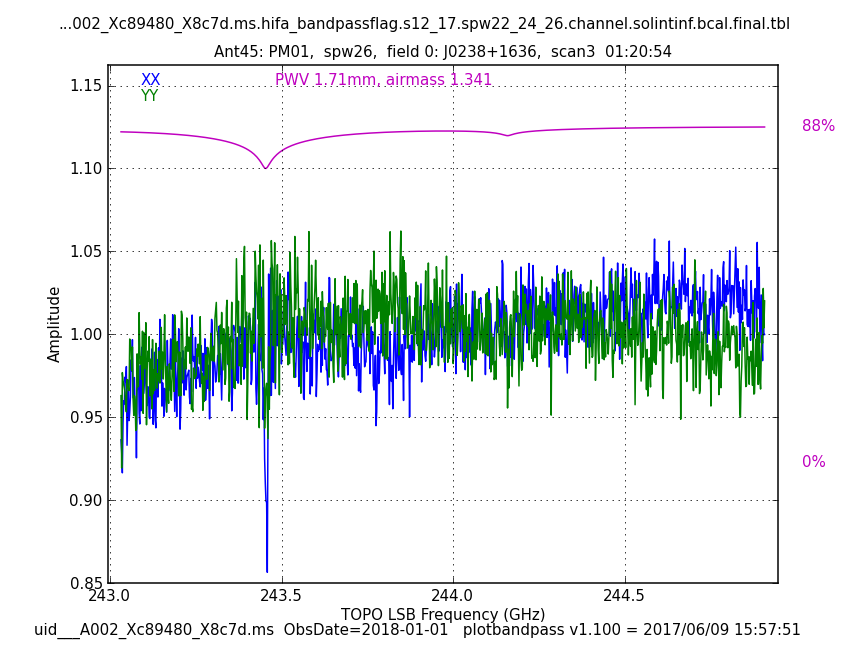 ...002_Xc89480_X8c7d.ms.hifa_bandpassflag.s12_17.spw22_24_26.channel.solintinf.bcal.final.tbl
Ant45: PM01, spw26, field 0: J0238+1636, scan3 01:20:54
XX
YY
PWV 1.71mm, airmass 1.341
1.15
1.10
1.05
1.00
0.95
0.90
0.85
Amplitude
88%
0%
243.0
243.5
244.0
244.5
TOPO LSB Frequency (GHz)
uid___A002_Xc89480_X8c7d.ms ObsDate=2018-01-01 plotbandpass v1.100 = 2017/06/09 15:57:51